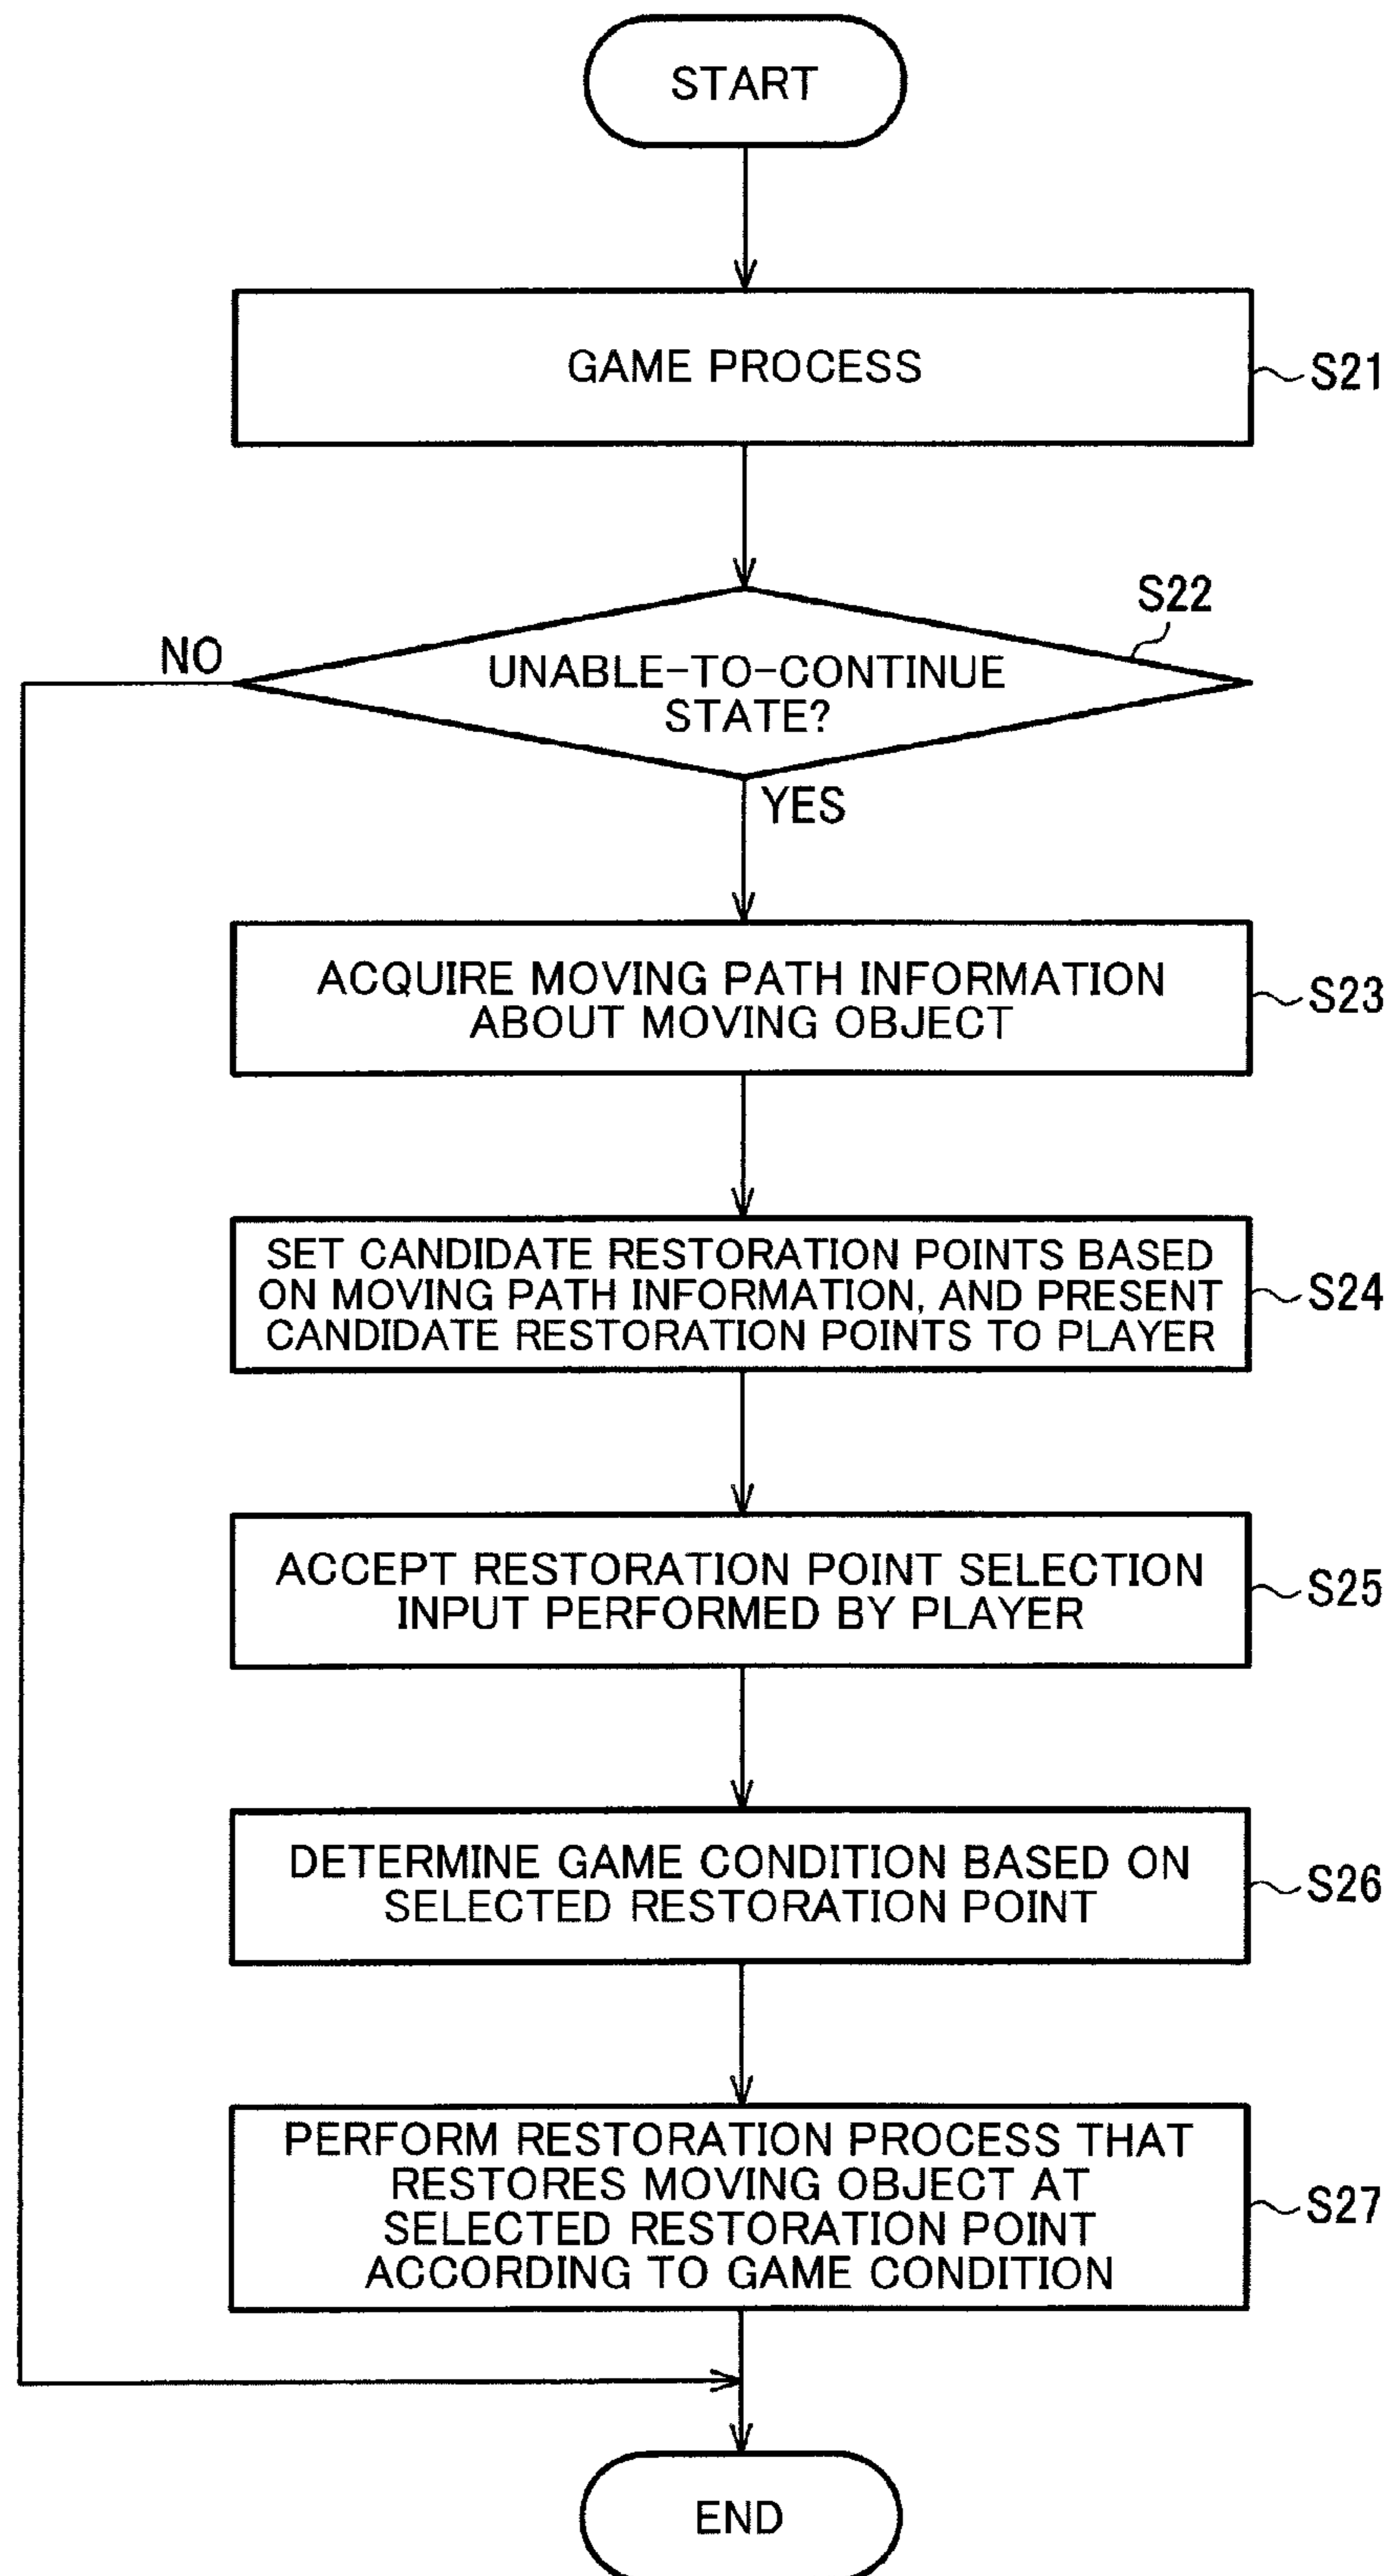 START
GAME PROCESS
S21
S22
NO
UNABLE-TO-CONTINUE
STATE?
YES
ACQUIRE MOVING PATH INFORMATION
ABOUT MOVING OBJECT
S23
SET CANDIDATE RESTORATION POINTS BASED
ON MOVING PATH INFORMATION, AND PRESENT
CANDIDATE RESTORATION POINTS TO PLAYER
S24
ACCEPT RESTORATION POINT SELECTION
INPUT PERFORMED BY PLAYER
S25
DETERMINE GAME CONDITION BASED ON
SELECTED RESTORATION POINT
S26
PERFORM RESTORATION PROCESS THAT
RESTORES MOVING OBJECT AT
SELECTED RESTORATION POINT
ACCORDING TO GAME CONDITION
S27
END